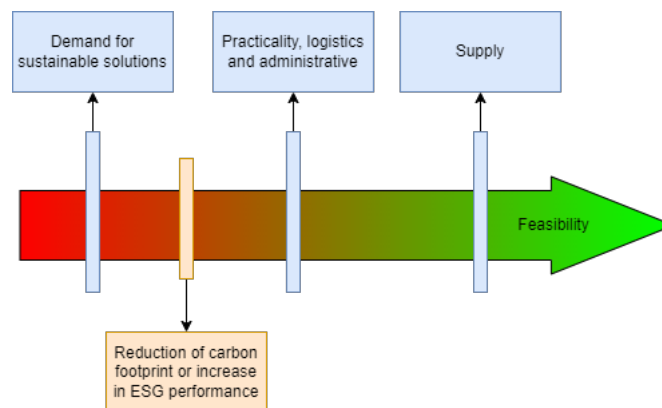 Demand for
sustainable solutions
Practicality, logistics
and administrative
Supply
Feasibility
Reduction of carbon
footprint or increase
in ESG performance